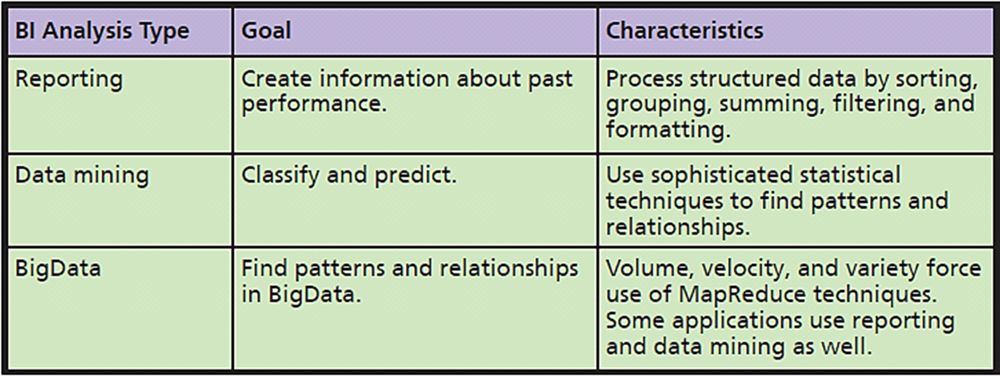 BI Analysis Type
Goal
Characteristics
Reporting
Create information about past
performance.
Process structured data by sorting,
grouping, summing, filtering, and
formatting.
Data mining
Classify and predict.
Use sophisticated statistical
techniques to find patterns and
relationships.
BigData
Find patterns and relationships
in BigData.
Volume, velocity, and variety force
use of MapReduce techniques.
Some applications use reporting
and data mining as well.